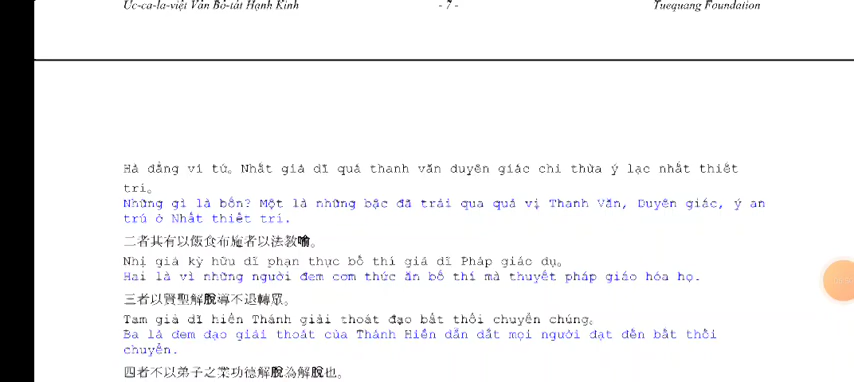 Úc-ca-la-việt Vấn Bồ-tát Hạnh Kinh
- 7 -
Tuequang Foundation
Hà đẳng vi tứ。 Nhất giả dĩ quá thanh văn duyên giác chi thừa ý lạc nhất thiết
trí。
Những gì là bốn? Một là những bậc đã trải qua quả vị Thanh Văn, Duyên giác, ý an
trú ở Nhất thiết trí.
二者其有以飯食布施者以法教喻。
Nhị giả kỳ hữu dĩ phạn thực bố thí giả dĩ Pháp giáo dụ。
Hai là vì những người đem cơm thức ăn bố thí mà thuyết pháp giáo hóa họ.
三者以賢聖解脫導不退轉眾。
Tam giả dĩ hiền Thánh giải thoát đạo bất thối chuyển chúng。
Ba là đem đạo giải thoát của Thánh Hiền dẫn dắt mọi người đạt đến bất thối
chuyển.
四者不以弟子之業功德解脫為解脫也。